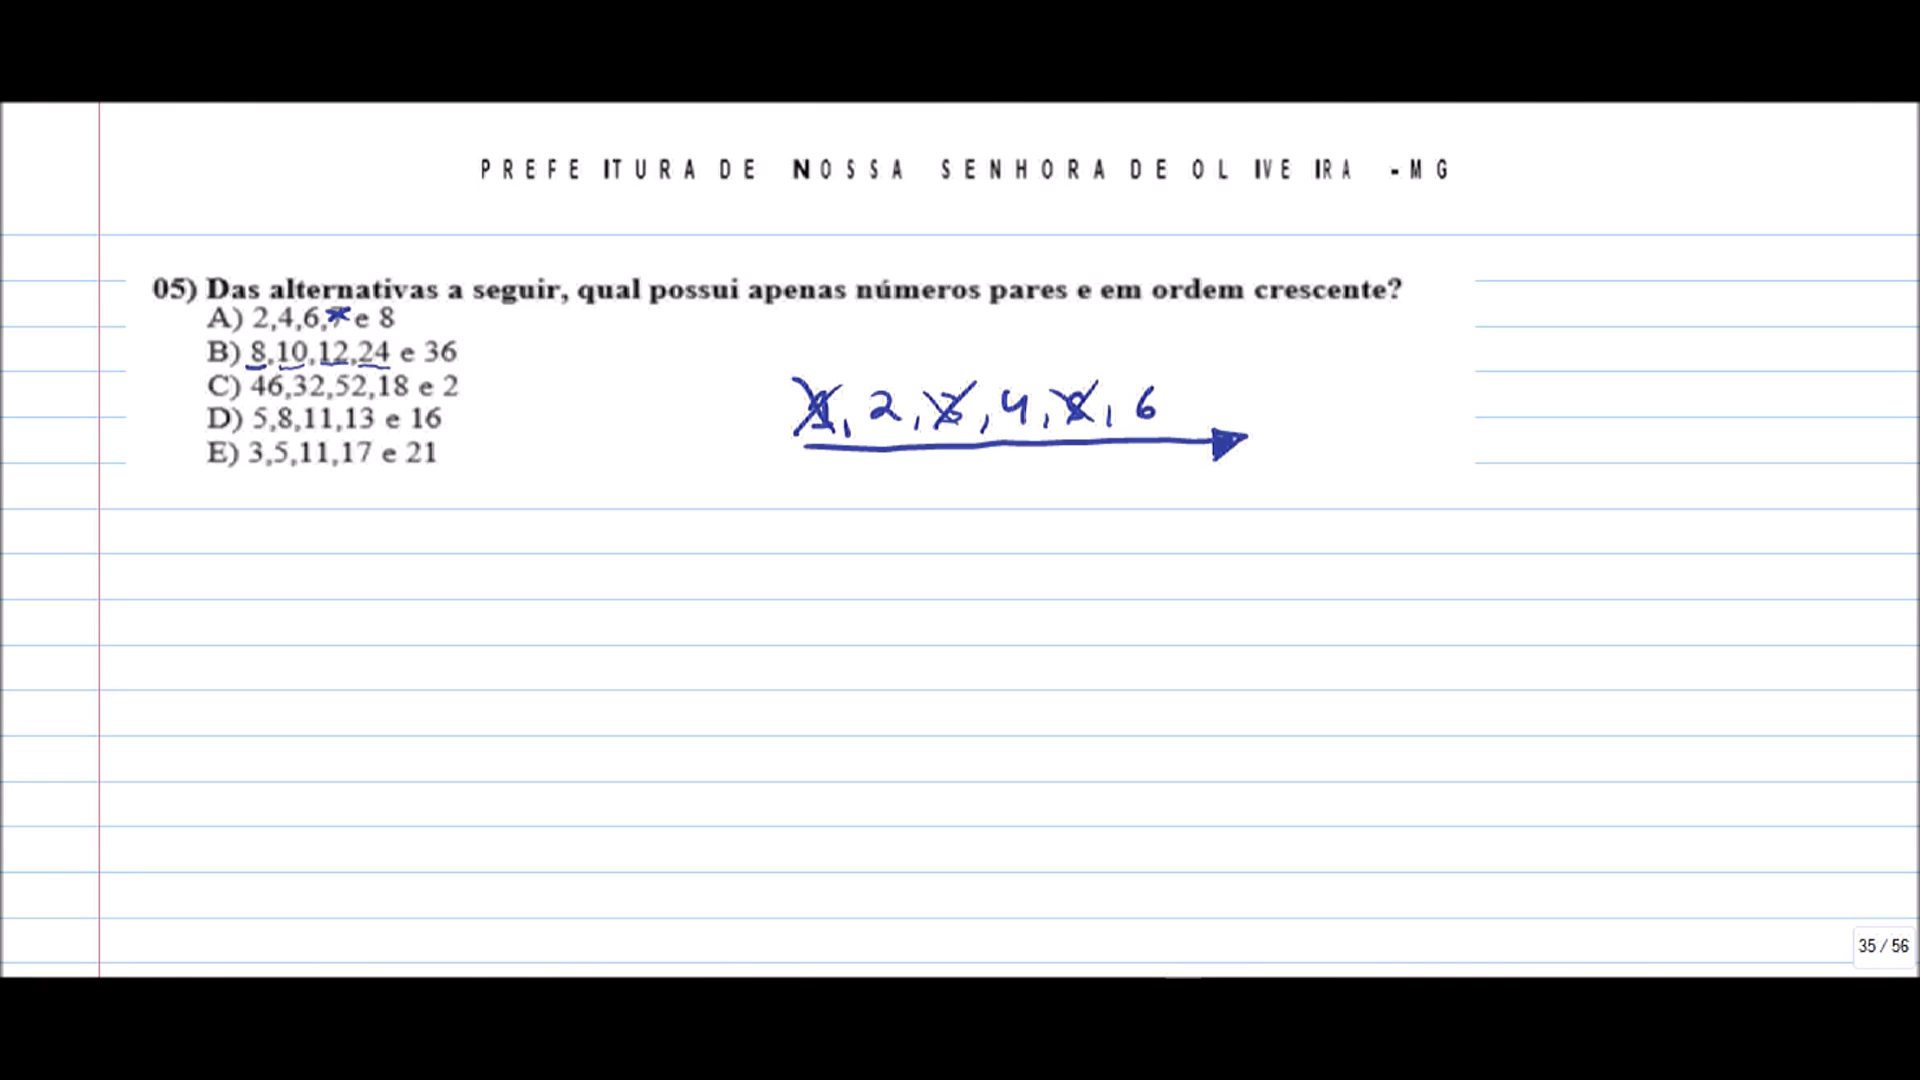 PREFEITURA DE NOSSA SENHORA DE OLIVEIRA - MG
05) Das alternativas a seguir, qual possui apenas números pares e em ordem crescente?
A) 2,4,6,7 e 8
B) 8,10,12,24 e 36
C) 46,32,52,18 e 2
D) 5,8,11,13 e 16
E) 3,5,11,17 e 21
1, 2, 3, 4, 5, 6
35 / 56